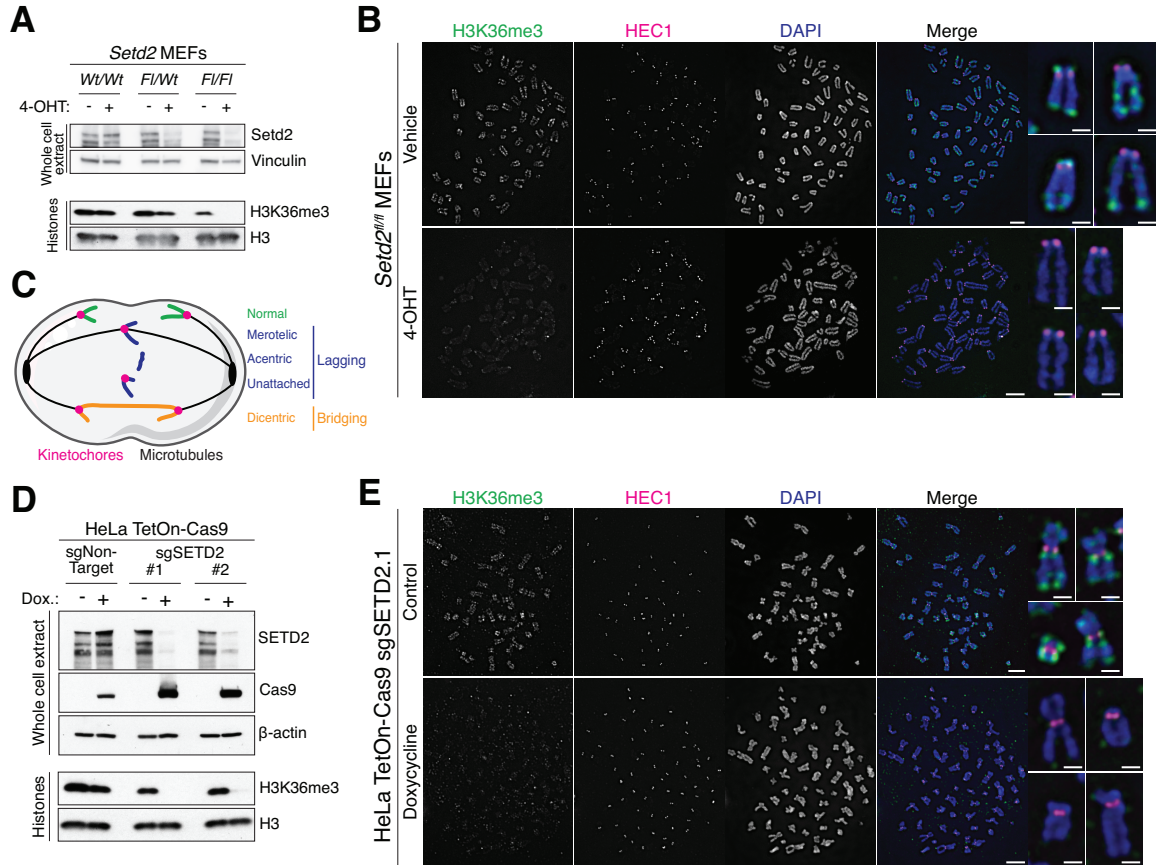 A
Setd2 MEFs
Wt/Wt Fl/Wt Fl/Fl
4-OHT: - + - + - +
Whole cell
extract
Setd2
Vinculin
Histones
H3K36me3
H3
B
H3K36me3 HEC1 DAPI Merge
Setd2fl/fl MEFs
Vehicle
4-OHT
C
Normal
Merotelic
Acentric
Unattached
Lagging
Dicentric
Bridging
Kinetochores Microtubules
D
HeLa TetOn-Cas9
sgNon-
Target
sgSETD2
#1 #2
Dox.: - + - + - +
Whole cell extract
SETD2
Cas9
β-actin
Histones
H3K36me3
H3
E
H3K36me3 HEC1 DAPI Merge
HeLa TetOn-Cas9 sgSETD2.1
Control
Doxycycline